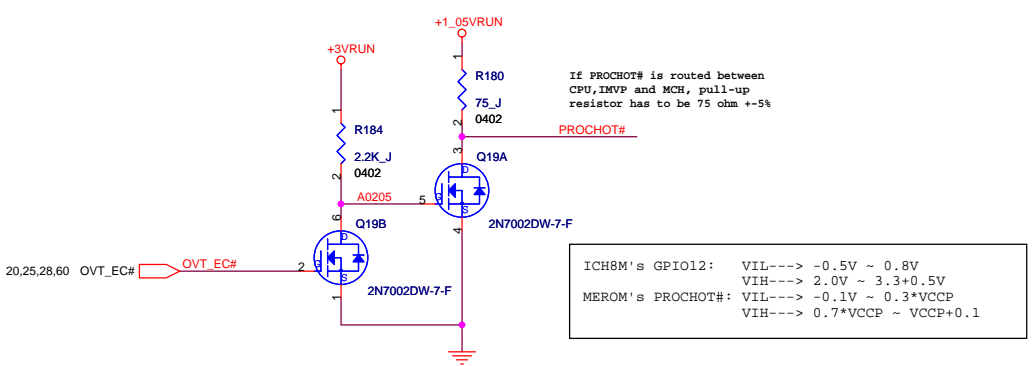 +1_05VRUN
+3VRUN
1
R180
75_J
0402
2
If PROCHOT# is routed between
CPU,IMVP and MCH, pull-up
resistor has to be 75 ohm +-5%
PROCHOT#
1
R184
2.2K_J
0402
2
3
Q19A
D
G
S
A0205
5
4
2N7002DW-7-F
6
Q19B
D
G
S
20,25,28,60 OVT_EC#
OVT_EC#
2
1
2N7002DW-7-F
ICH8M's GPIO12: VIL---> -0.5V ~ 0.8V
VIH---> 2.0V ~ 3.3+0.5V
MEROM's PROCHOT#: VIL---> -0.1V ~ 0.3*VCCP
VIH---> 0.7*VCCP ~ VCCP+0.1